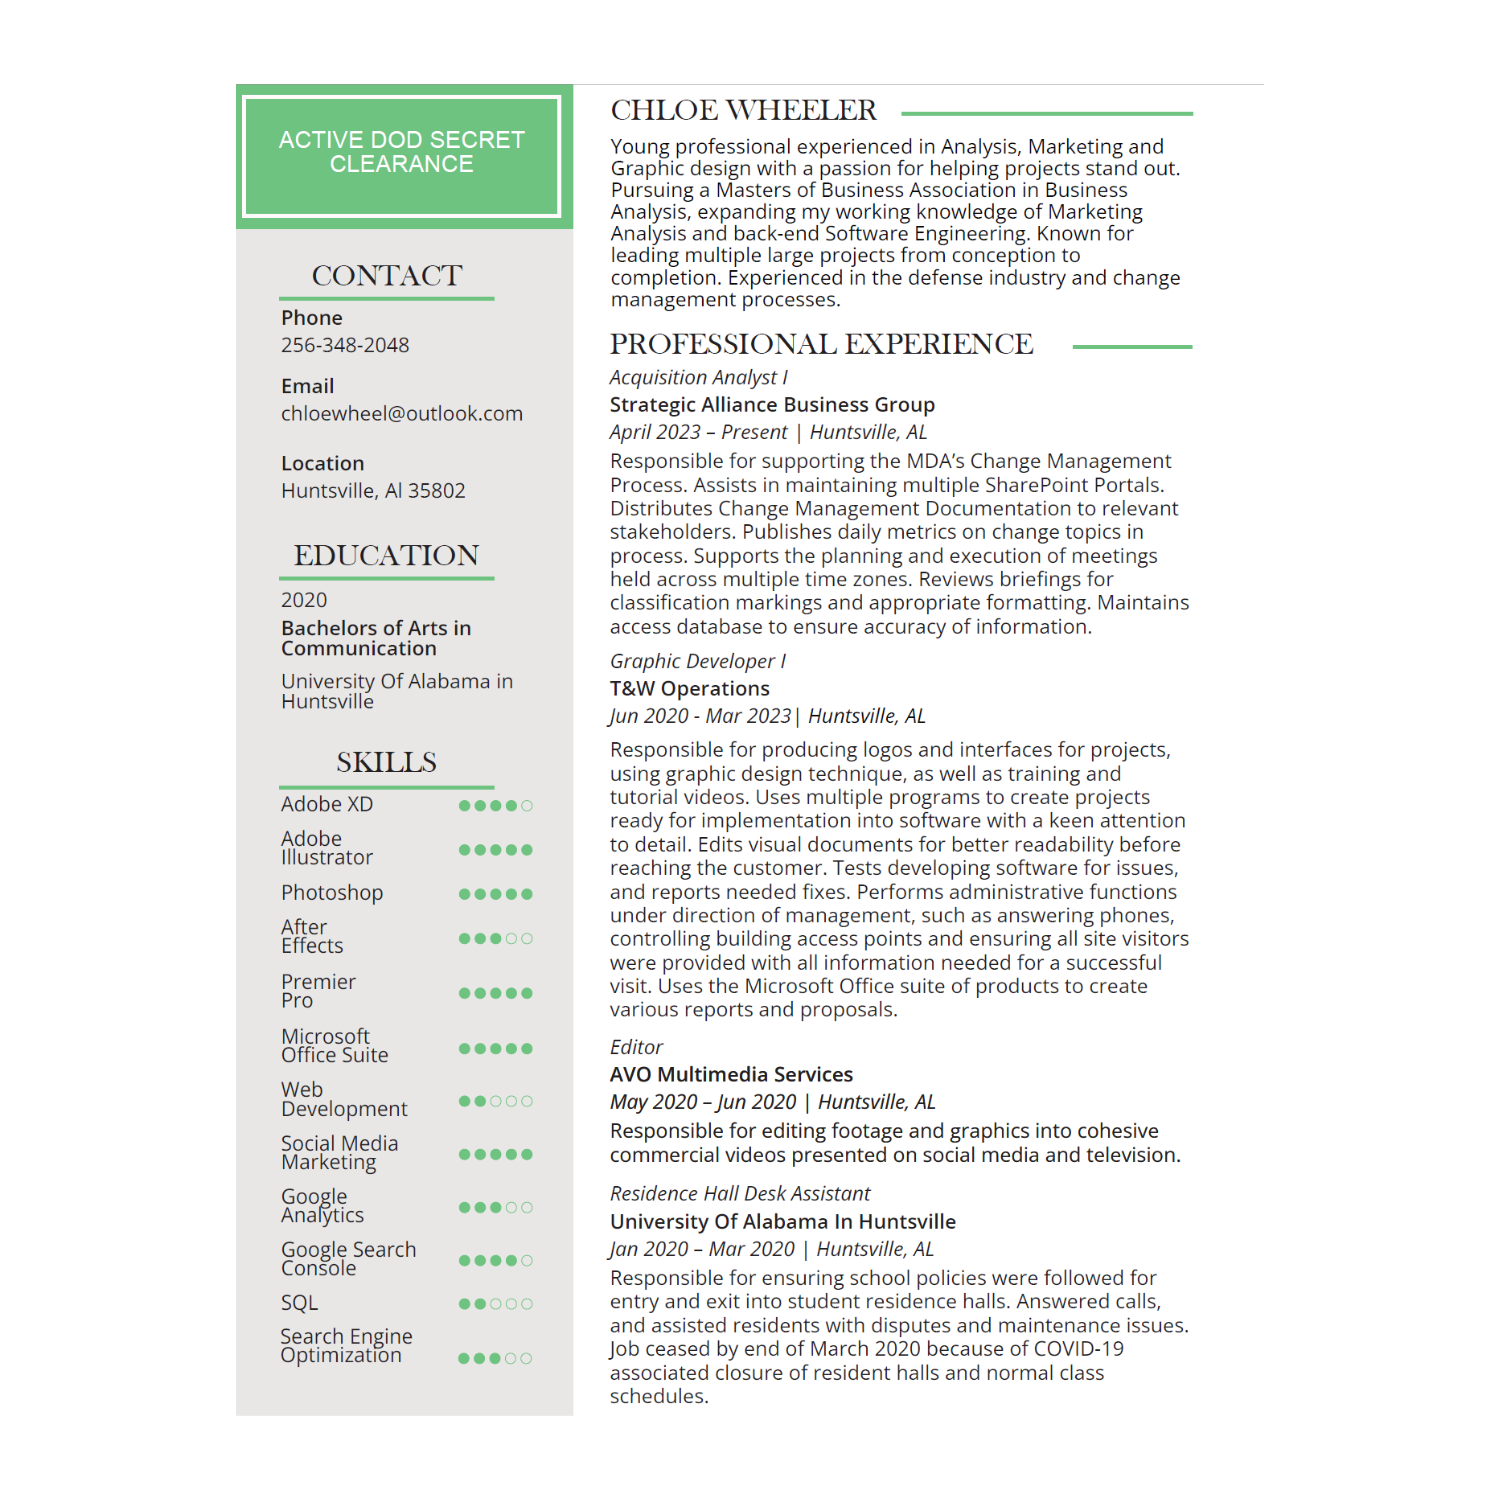 ACTIVE DOD SECRET
CLEARANCE
CONTACT
Phone
256-348-2048
Email
chloewheel@outlook.com
Location
Huntsville, Al 35802
EDUCATION
2020
Bachelors of Arts in
Communication
University Of Alabama in
Huntsville
SKILLS
Adobe XD
Adobe
Illustrator
Photoshop
After
Effects
Premier
Pro
Microsoft
Office Suite
Web
Development
Social Media
Marketing
Google
Analytics
Google Search
Console
SQL
Search Engine
Optimization
CHLOE WHEELER
Young professional experienced in Analysis, Marketing and
Graphic design with a passion for helping projects stand out.
Pursuing a Masters of Business Association in Business
Analysis, expanding my working knowledge of Marketing
Analysis and back-end Software Engineering. Known for
leading multiple large projects from conception to
completion. Experienced in the defense industry and change
management processes.
PROFESSIONAL EXPERIENCE
Acquisition Analyst I
Strategic Alliance Business Group
April 2023 – Present | Huntsville, AL
Responsible for supporting the MDA’s Change Management
Process. Assists in maintaining multiple SharePoint Portals.
Distributes Change Management Documentation to relevant
stakeholders. Publishes daily metrics on change topics in
process. Supports the planning and execution of meetings
held across multiple time zones. Reviews briefings for
classification markings and appropriate formatting. Maintains
access database to ensure accuracy of information.
Graphic Developer I
T&W Operations
Jun 2020 - Mar 2023| Huntsville, AL
Responsible for producing logos and interfaces for projects,
using graphic design technique, as well as training and
tutorial videos. Uses multiple programs to create projects
ready for implementation into software with a keen attention
to detail. Edits visual documents for better readability before
reaching the customer. Tests developing software for issues,
and reports needed fixes. Performs administrative functions
under direction of management, such as answering phones,
controlling building access points and ensuring all site visitors
were provided with all information needed for a successful
visit. Uses the Microsoft Office suite of products to create
various reports and proposals.
Editor
AVO Multimedia Services
May 2020 – Jun 2020 | Huntsville, AL
Responsible for editing footage and graphics into cohesive
commercial videos presented on social media and television.
Residence Hall Desk Assistant
University Of Alabama In Huntsville
Jan 2020 – Mar 2020 | Huntsville, AL
Responsible for ensuring school policies were followed for
entry and exit into student residence halls. Answered calls,
and assisted residents with disputes and maintenance issues.
Job ceased by end of March 2020 because of COVID-19
associated closure of resident halls and normal class
schedules.